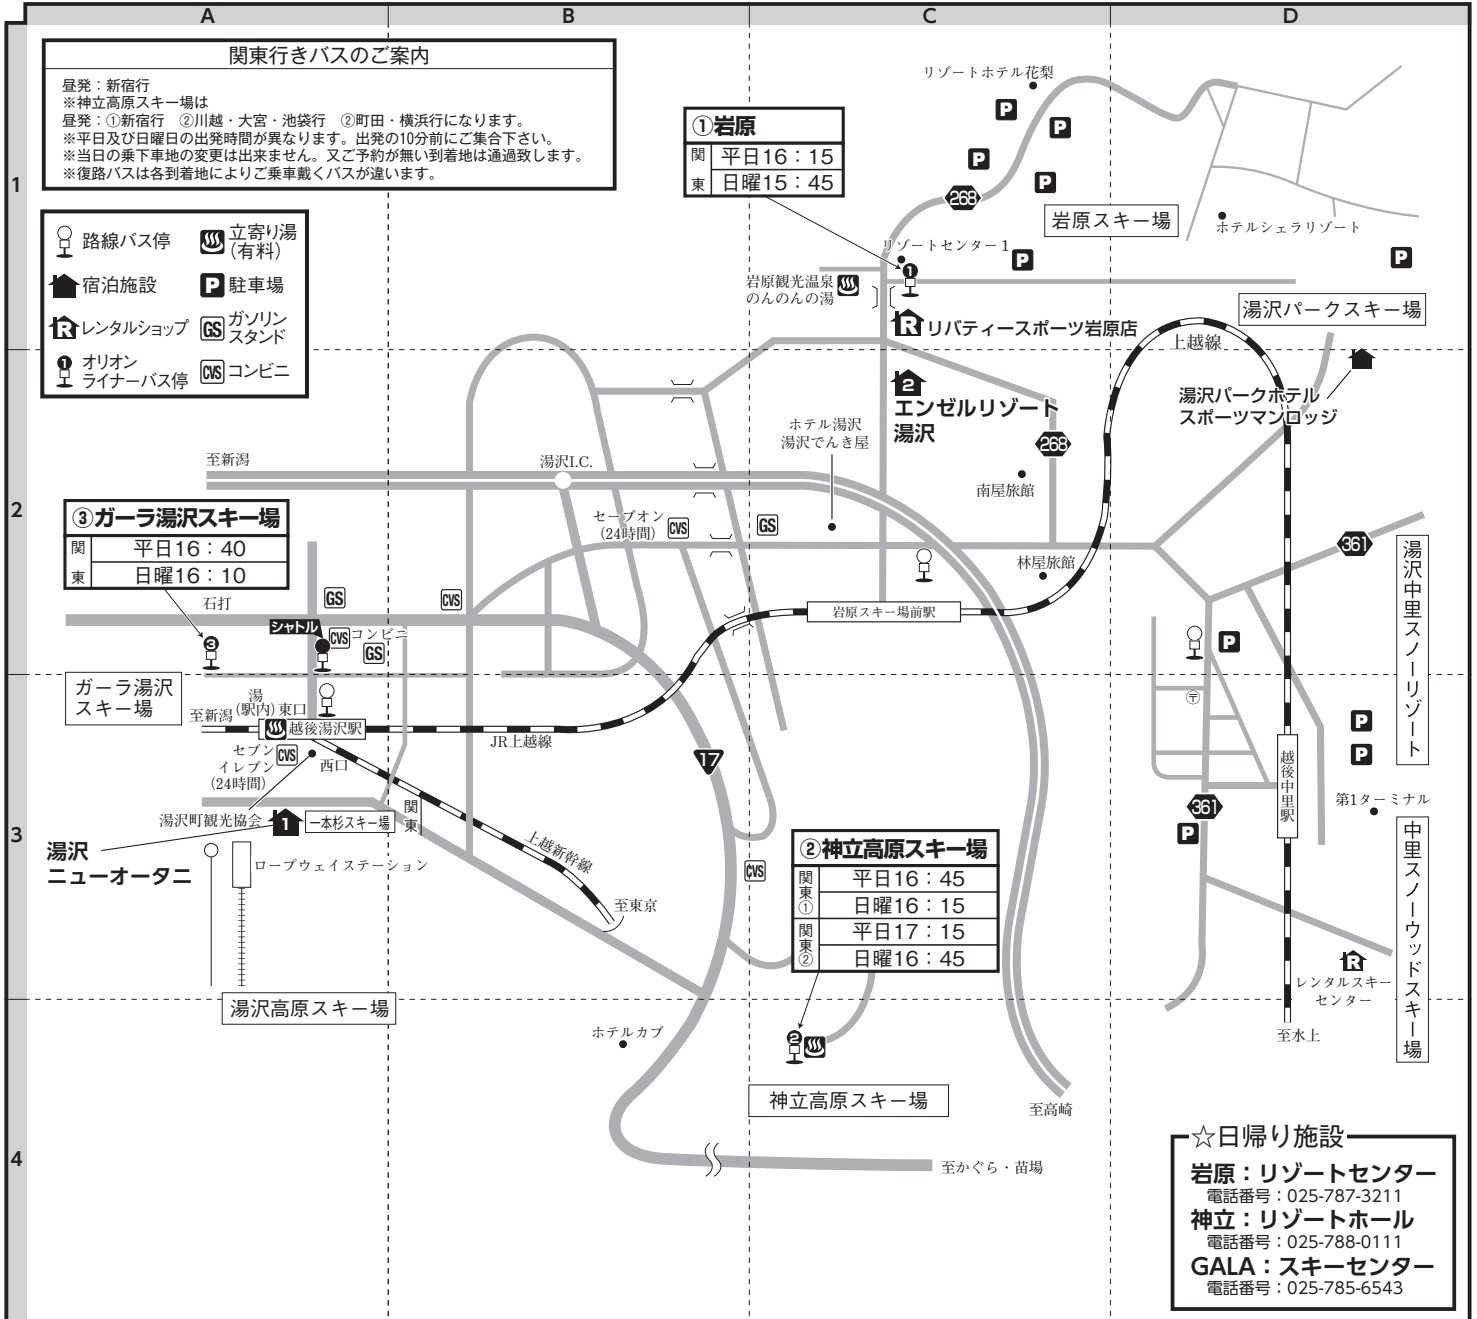 A
B
C
D
1
2
3
4
関東行きバスのご案内
昼発：新宿行
※神立高原スキー場は
昼発：①新宿行　②川越・大宮・池袋行　②町田・横浜行になります。
※平日及び日曜日の出発時間が異なります。出発の10分前にご集合下さい。
※当日の乗下車地の変更は出来ません。又ご予約が無い到着地は通過致します。
※復路バスは各到着地によりご乗車戴くバスが違います。
路線バス停
立寄り湯
(有料)
宿泊施設
P 駐車場
R レンタルショップ
GS ガソリン
スタンド
1 オリオン
ライナーバス停
CVS コンビニ
①岩原
関東
平日16：15
日曜15：45
リゾートホテル花梨
P
P
P
P
268
岩原スキー場
ホテルシェラリゾート
リゾートセンター1
P
P
1
岩原観光温泉
のんのんの湯
R リバティースポーツ岩原店
湯沢パークスキー場
上越線
湯沢パークホテル
スポーツマンロッジ
2
エンゼルリゾート
湯沢
268
ホテル湯沢
湯沢でんき屋
南屋旅館
至新潟
湯沢I.C.
セーブオン
(24時間)
CVS
GS
林屋旅館
361
湯沢中里スノーリゾート
③ガーラ湯沢スキー場
関東
平日16：40
日曜16：10
石打
GS
CVS
シャトル
CVS
コンビニ
GS
3
岩原スキー場前駅
P
〒
ガーラ湯沢
スキー場
湯
(駅内)
東口
至新潟
越後湯沢駅
JR上越線
セブン
イレブン
(24時間)
CVS
西口
17
P
P
越後中里駅
361
P
第1ターミナル
湯沢町観光協会
1
一本杉スキー場
関東
湯沢
ニューオータニ
ロープウェイステーション
上越新幹線
至東京
CVS
②神立高原スキー場
関東①
平日16：45
日曜16：15
関東②
平日17：15
日曜16：45
中里スノーウッドスキー場
R
レンタルスキー
センター
至水上
湯沢高原スキー場
ホテルカブ
2
神立高原スキー場
至高崎
至かぐら・苗場
☆日帰り施設
岩原：リゾートセンター
電話番号：025-787-3211
神立：リゾートホール
電話番号：025-788-0111
GALA：スキーセンター
電話番号：025-785-6543